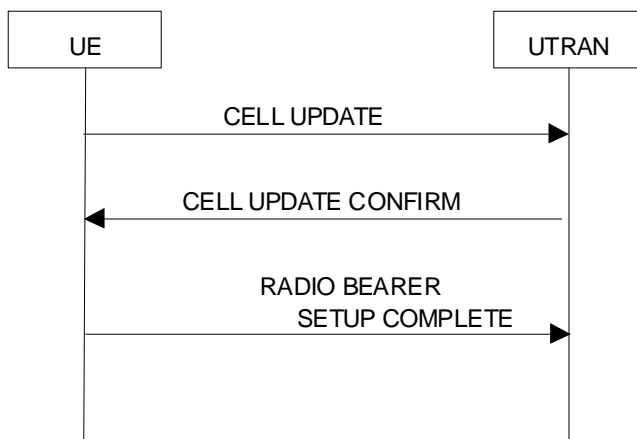 UE
UTRAN
CELL UPDATE
CELL UPDATE CONFIRM
RADIO BEARER
SETUP COMPLETE